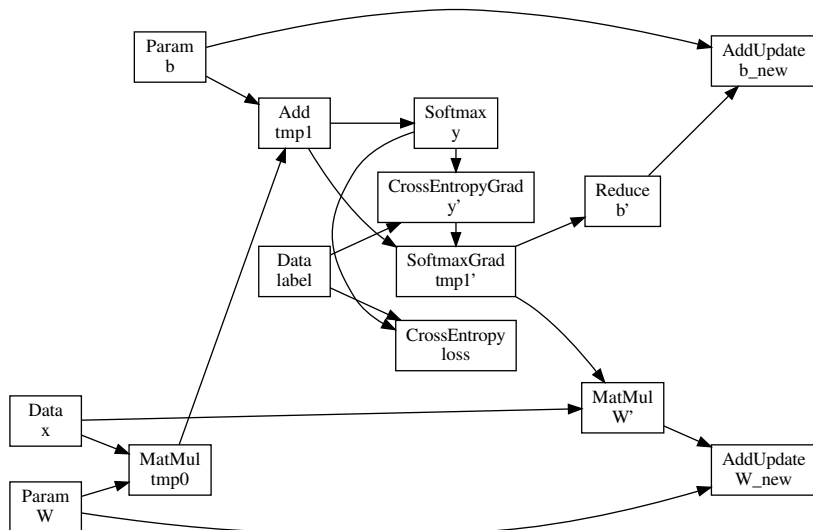 Param
b
AddUpdate
b_new
Add
tmp1
Softmax
y
CrossEntropyGrad
y’
Reduce
b’
Data
label
SoftmaxGrad
tmp1’
CrossEntropy
loss
Data
x
MatMul
W’
MatMul
tmp0
AddUpdate
W_new
Param
W